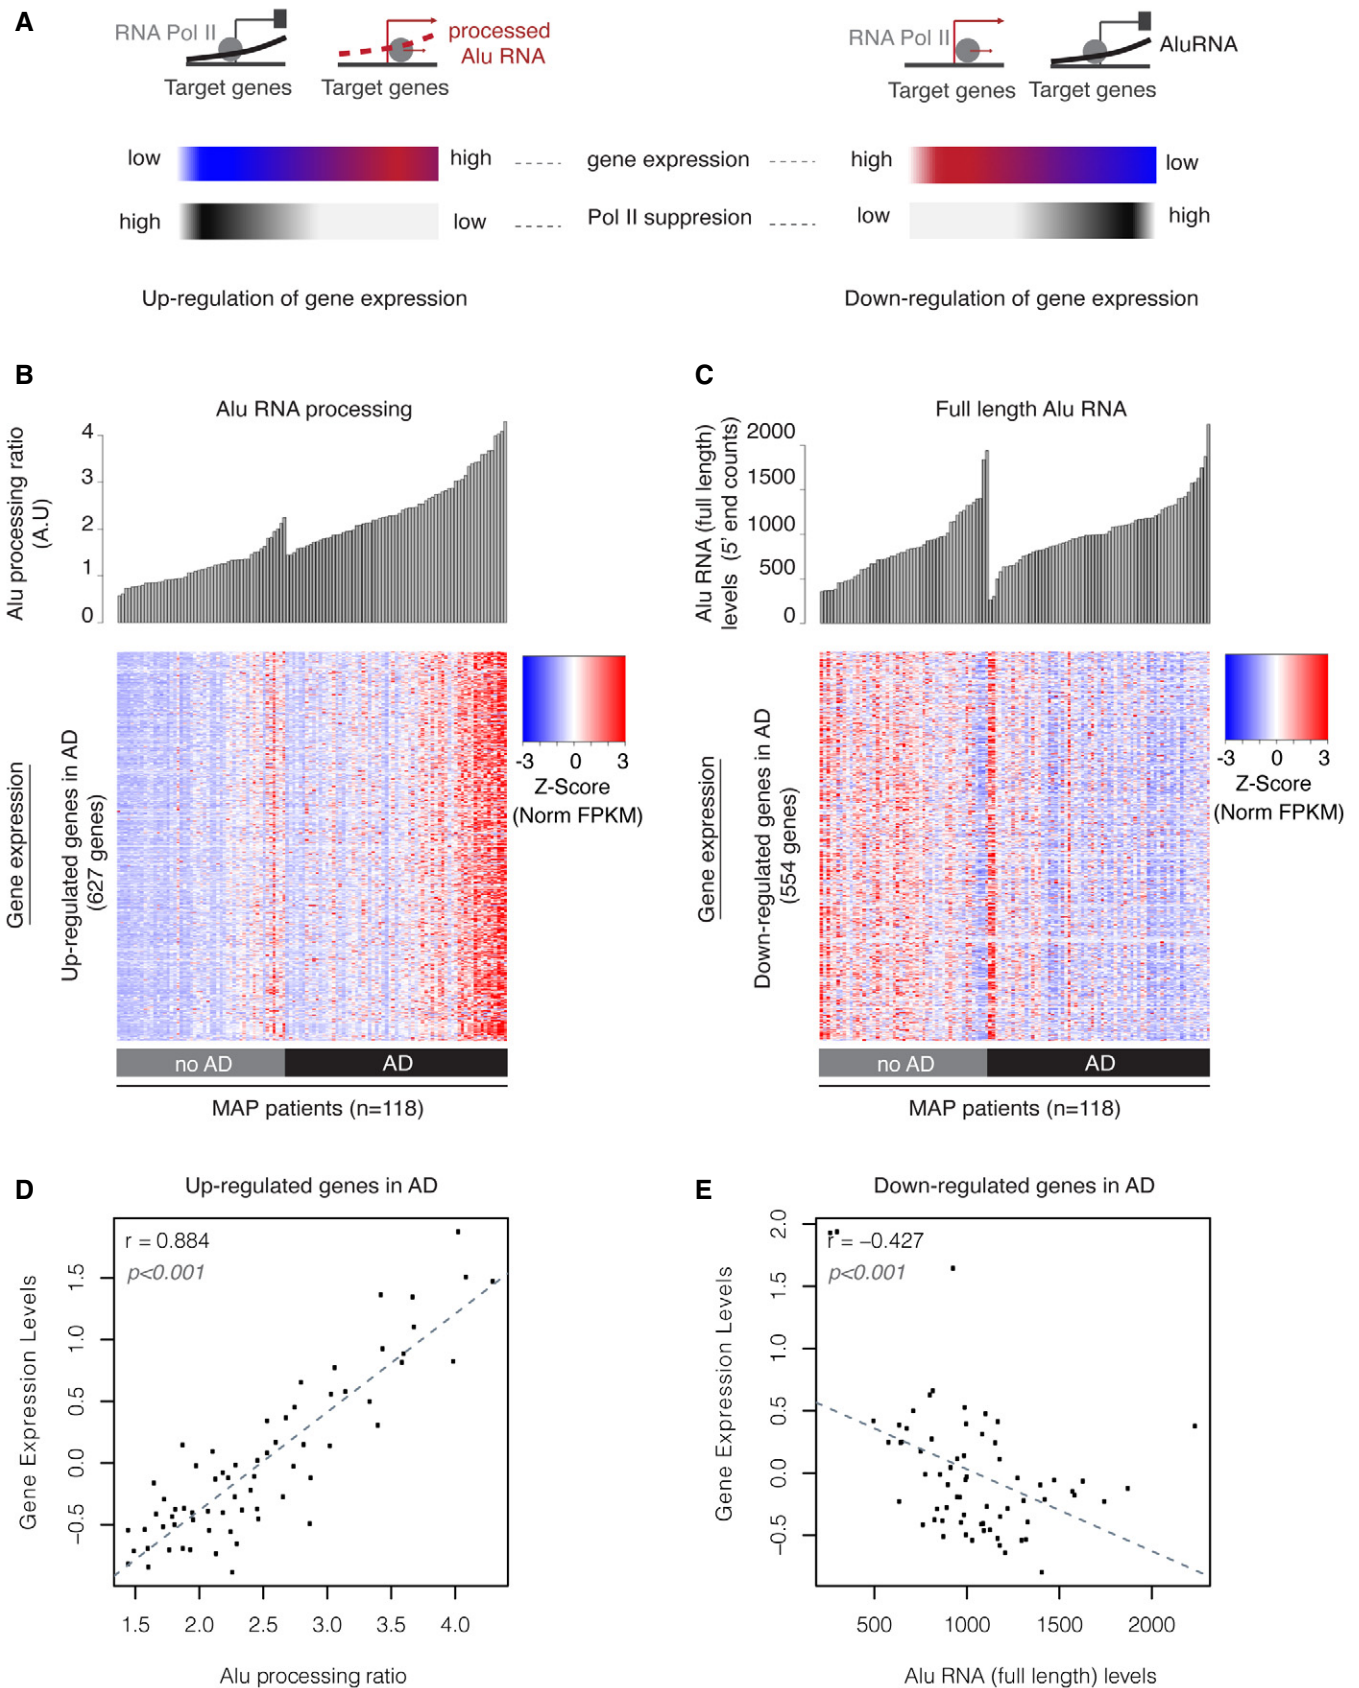 A
RNA Pol II
processed
Alu RNA
Target genes
Target genes
RNA Pol II
AluRNA
Target genes
Target genes
low
high
gene expression
high
low
high
low
Pol II suppresion
low
high
Up-regulation of gene expression
Down-regulation of gene expression
B
Alu RNA processing
Alu processing ratio
(A.U)
4
3
2
1
0
Gene expression
Up-regulated genes in AD
(627 genes)
-3 0 3
Z-Score
(Norm FPKM)
no AD
AD
MAP patients (n=118)
C
Full length Alu RNA
Alu RNA (full length)
levels (5' end counts)
2000
1500
1000
500
0
Gene expression
Down-regulated genes in AD
(554 genes)
-3 0 3
Z-Score
(Norm FPKM)
no AD
AD
MAP patients (n=118)
D
Up-regulated genes in AD
r = 0.884
p<0.001
Gene Expression Levels
1.5
1.0
0.5
0.0
−0.5
1.5 2.0 2.5 3.0 3.5 4.0
Alu processing ratio
E
Down-regulated genes in AD
r = −0.427
p<0.001
Gene Expression Levels
2.0
1.5
1.0
0.5
0.0
−0.5
500 1000 1500 2000
Alu RNA (full length) levels